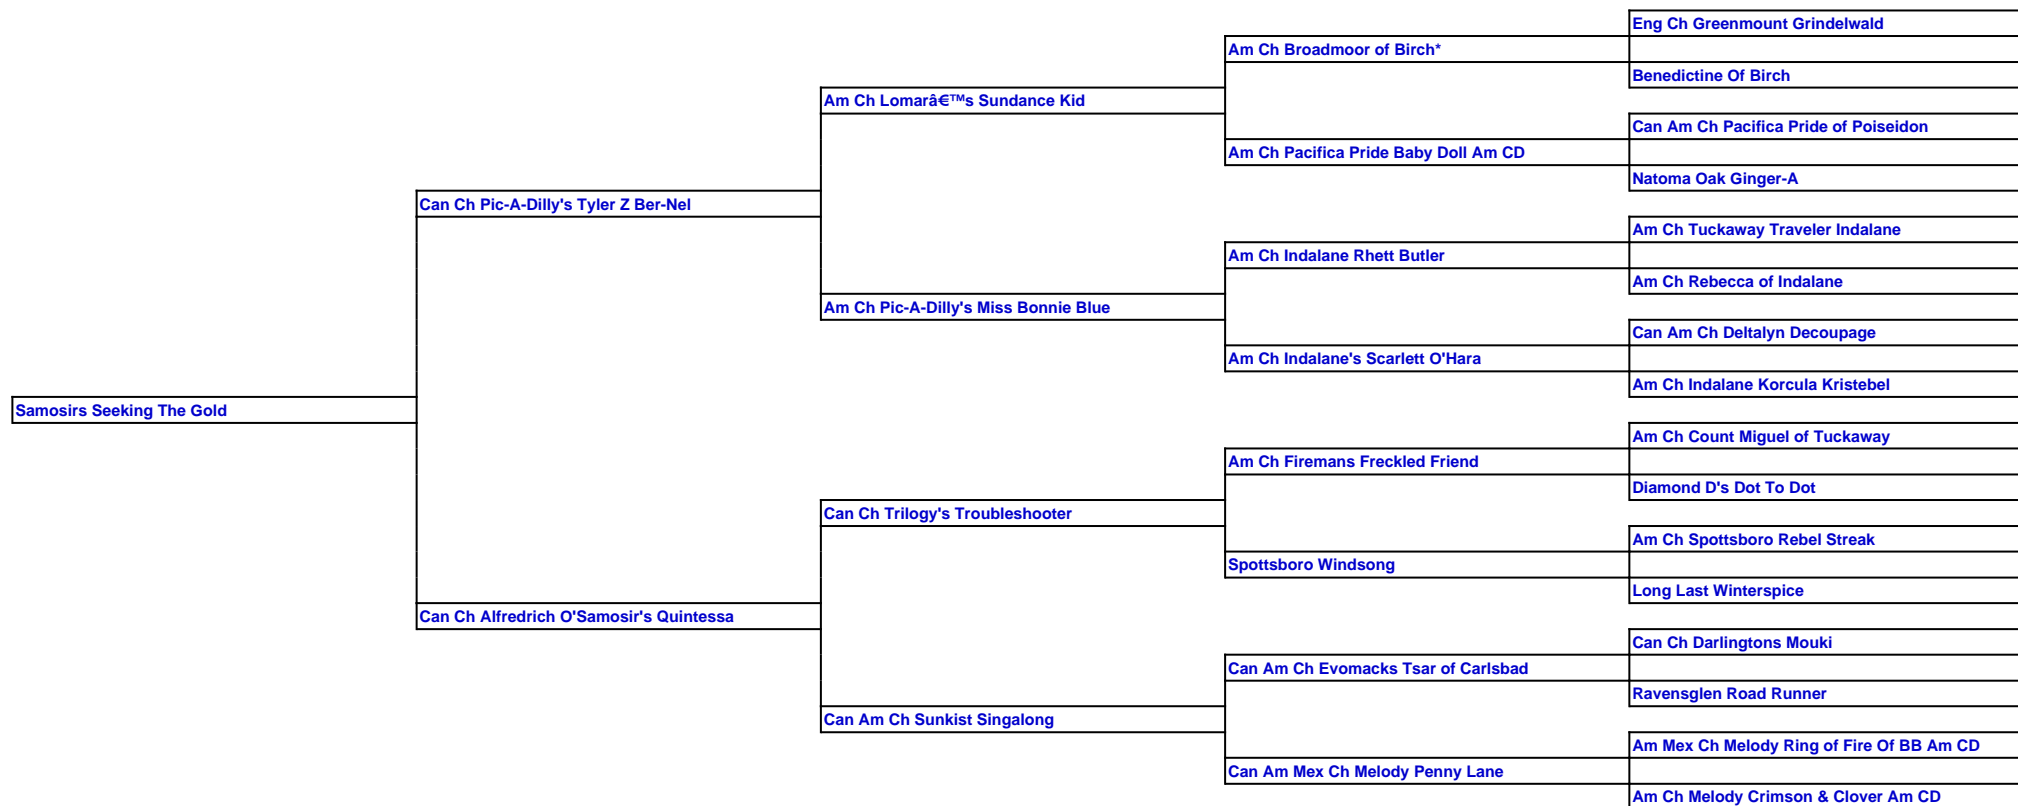 Eng Ch Greenmount Grindelwald
Am Ch Broadmoor of Birch*
Benedictine Of Birch
Am Ch Lomarâ€™s Sundance Kid
Can Am Ch Pacifica Pride of Poiseidon
Am Ch Pacifica Pride Baby Doll Am CD
Natoma Oak Ginger-A
Can Ch Pic-A-Dilly's Tyler Z Ber-Nel
Am Ch Tuckaway Traveler Indalane
Am Ch Indalane Rhett Butler
Am Ch Rebecca of Indalane
Am Ch Pic-A-Dilly's Miss Bonnie Blue
Can Am Ch Deltalyn Decoupage
Am Ch Indalane's Scarlett O'Hara
Am Ch Indalane Korcula Kristebel
Samosirs Seeking The Gold
Am Ch Count Miguel of Tuckaway
Am Ch Firemans Freckled Friend
Diamond D's Dot To Dot
Can Ch Trilogy's Troubleshooter
Am Ch Spottsboro Rebel Streak
Spottsboro Windsong
Long Last Winterspice
Can Ch Alfredrich O'Samosir's Quintessa
Can Ch Darlingtons Mouki
Can Am Ch Evomacks Tsar of Carlsbad
Ravensglen Road Runner
Can Am Ch Sunkist Singalong
Am Mex Ch Melody Ring of Fire Of BB Am CD
Can Am Mex Ch Melody Penny Lane
Am Ch Melody Crimson & Clover Am CD